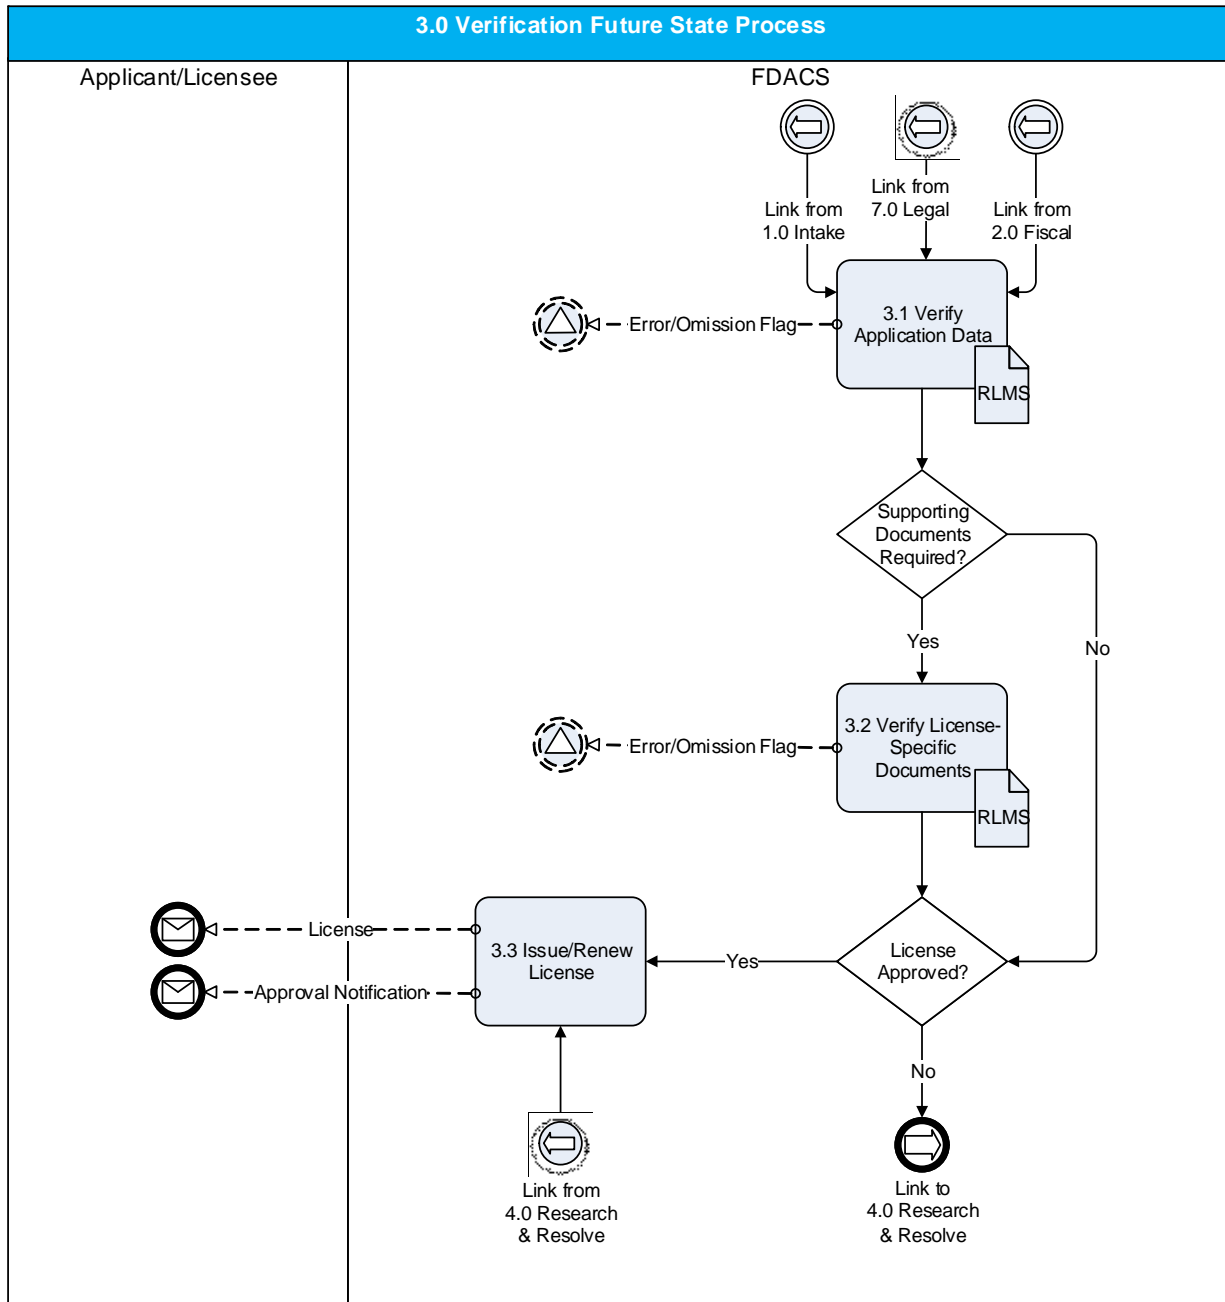 3.0 Verification Future State Process
Applicant/Licensee
FDACS
Link from
1.0 Intake
Link from
7.0 Legal
Link from
2.0 Fiscal
3.1 Verify
Application Data
RLMS
Error/Omission Flag
Supporting
Documents
Required?
Yes
No
3.2 Verify License-
Specific
Documents
RLMS
Error/Omission Flag
License
Approval Notification
3.3 Issue/Renew
License
Yes
License
Approved?
No
Link from
4.0 Research
& Resolve
Link to
4.0 Research
& Resolve